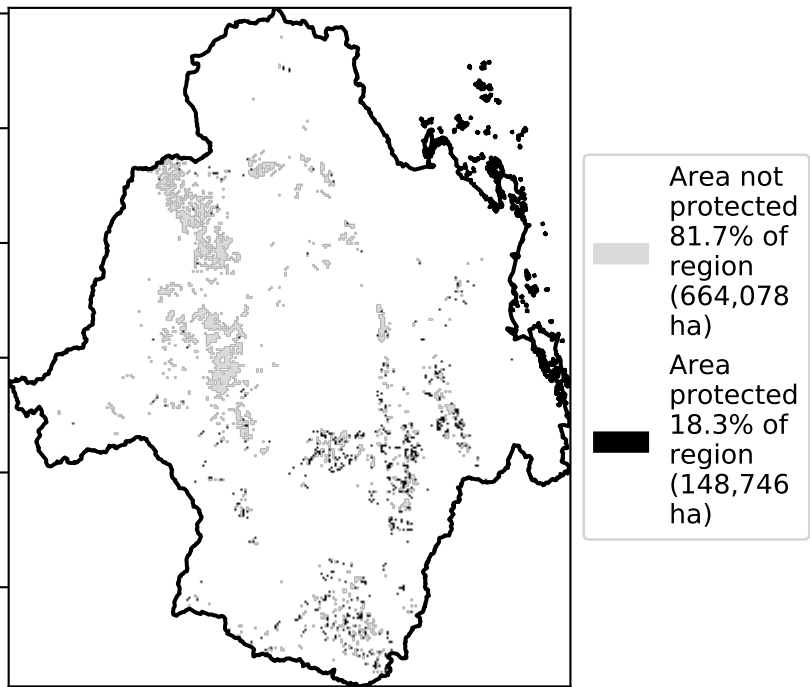 Area not
protected
81.7% of
region
(664,078
ha)
Area
protected
18.3% of
region
(148,746
ha)